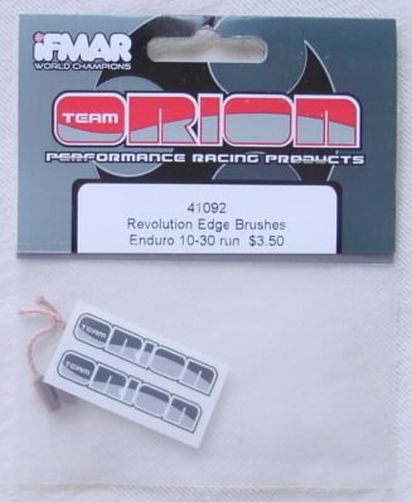 iFMAR
WORLD CHAMPIONS
TEAM
ORION
PERFORMANCE RACING PRODUCTS
41092
Revolution Edge Brushes
Enduro 10-30 run $3.50
TEAM ORION
TEAM ORION